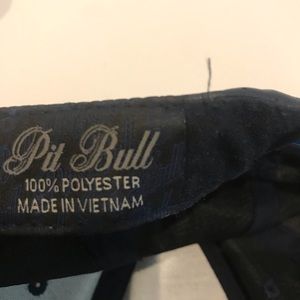 Pit Bull
100% POLYESTER
MADE IN VIETNAM